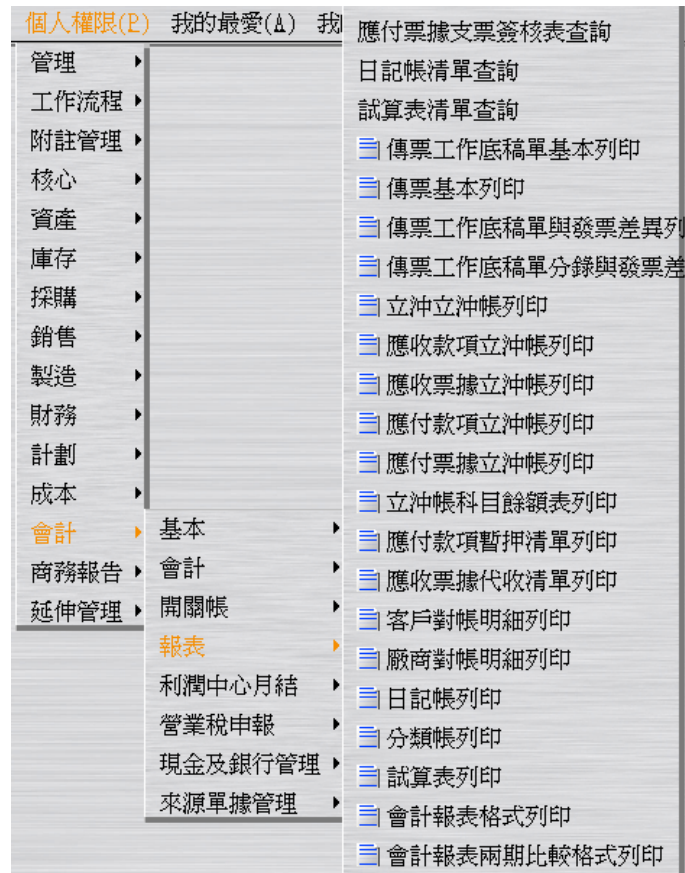 個人權限(P) 我的最愛(A)
管理
工作流程
附註管理
核心
資產
庫存
採購
銷售
製造
財務
計劃
成本
會計
商務報告
延伸管理
基本
會計
開關帳
報表
利潤中心月結
營業稅申報
現金及銀行管理
來源單據管理
應付票據支票簽核表查詢
日記帳清單查詢
試算表清單查詢
傳票工作底稿單基本列印
傳票基本列印
傳票工作底稿單與發票差異列
傳票工作底稿單分錄與發票差
立沖立沖帳列印
應收款項立沖帳列印
應收票據立沖帳列印
應付款項立沖帳列印
應付票據立沖帳列印
立沖帳科目餘額表列印
應付款項暫押清單列印
應收票據代收清單列印
客戶對帳明細列印
廠商對帳明細列印
日記帳列印
分類帳列印
試算表列印
會計報表格式列印
會計報表兩期比較格式列印